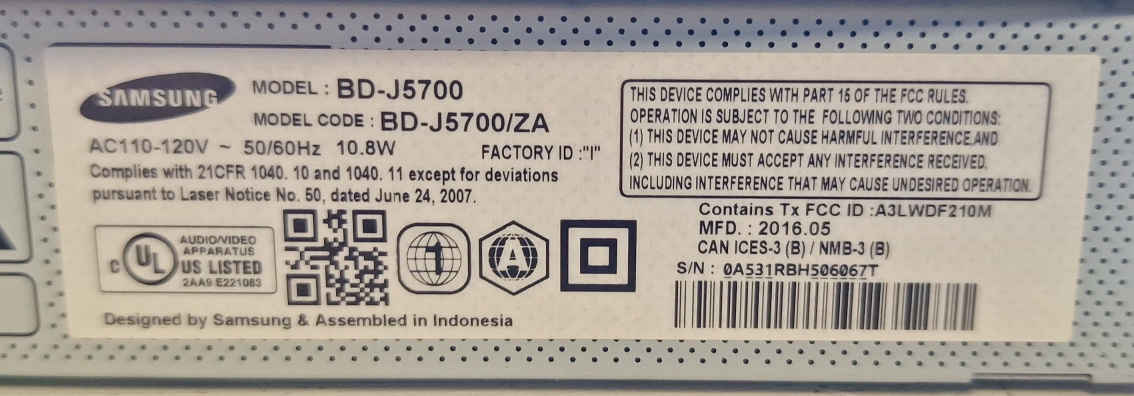 SAMSUNG
MODEL : BD-J5700
MODEL CODE : BD-J5700/ZA
AC110-120V ~ 50/60Hz 10.8W
FACTORY ID :"I"
Complies with 21CFR 1040. 10 and 1040. 11 except for deviations
pursuant to Laser Notice No. 50, dated June 24, 2007.
C UL
AUDIO/VIDEO
APPARATUS
US LISTED
2AA9 E221083
1
A
Designed by Samsung & Assembled in Indonesia
THIS DEVICE COMPLIES WITH PART 15 OF THE FCC RULES.
OPERATION IS SUBJECT TO THE FOLLOWING TWO CONDITIONS:
(1) THIS DEVICE MAY NOT CAUSE HARMFUL INTERFERENCE,AND
(2) THIS DEVICE MUST ACCEPT ANY INTERFERENCE RECEIVED,
INCLUDING INTERFERENCE THAT MAY CAUSE UNDESIRED OPERATION.
Contains Tx FCC ID :A3LWDF210M
MFD. : 2016.05
CAN ICES-3 (B) / NMB-3 (B)
S/N : 0A531RBH506067T